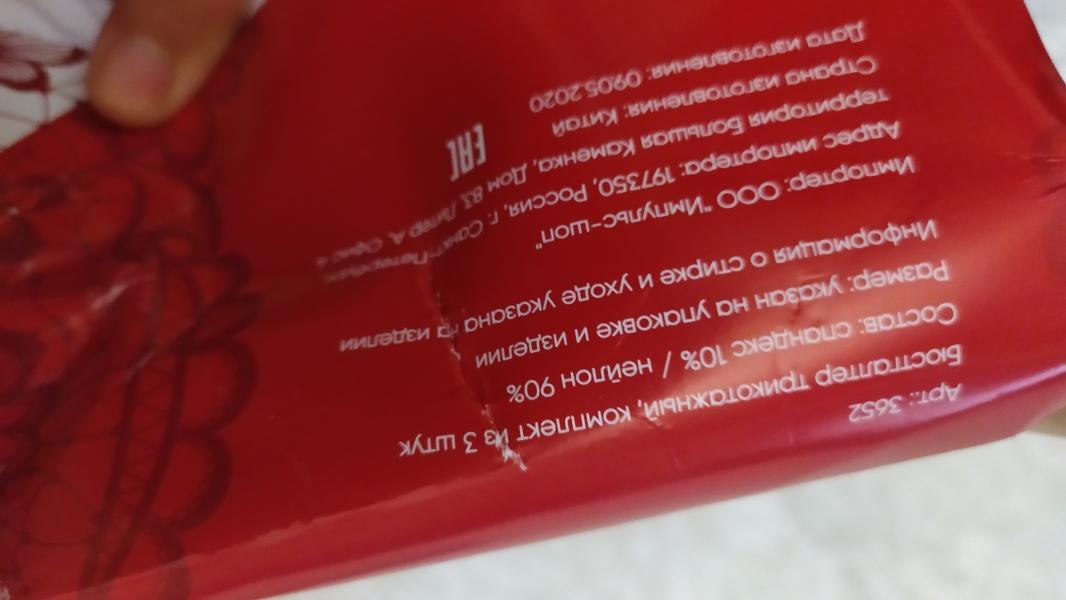 Арт.: 3652
Бюстгалтер трикотажный, комплект из 3 штук
Состав: спандекс 10% / нейлон 90%
Размер: указан на упаковке и изделии
Информация о стирке и уходе указана на изделии
Импортер: ООО "Импульс-шоп"
Адрес импортера: 197350, Россия, г. Санкт-Петербург,
территория Большая Каменка, Дом 83, Литер А, Офис 4
Страна изготовления: Китай
Дата изготовления: 09.05.2020
EAC